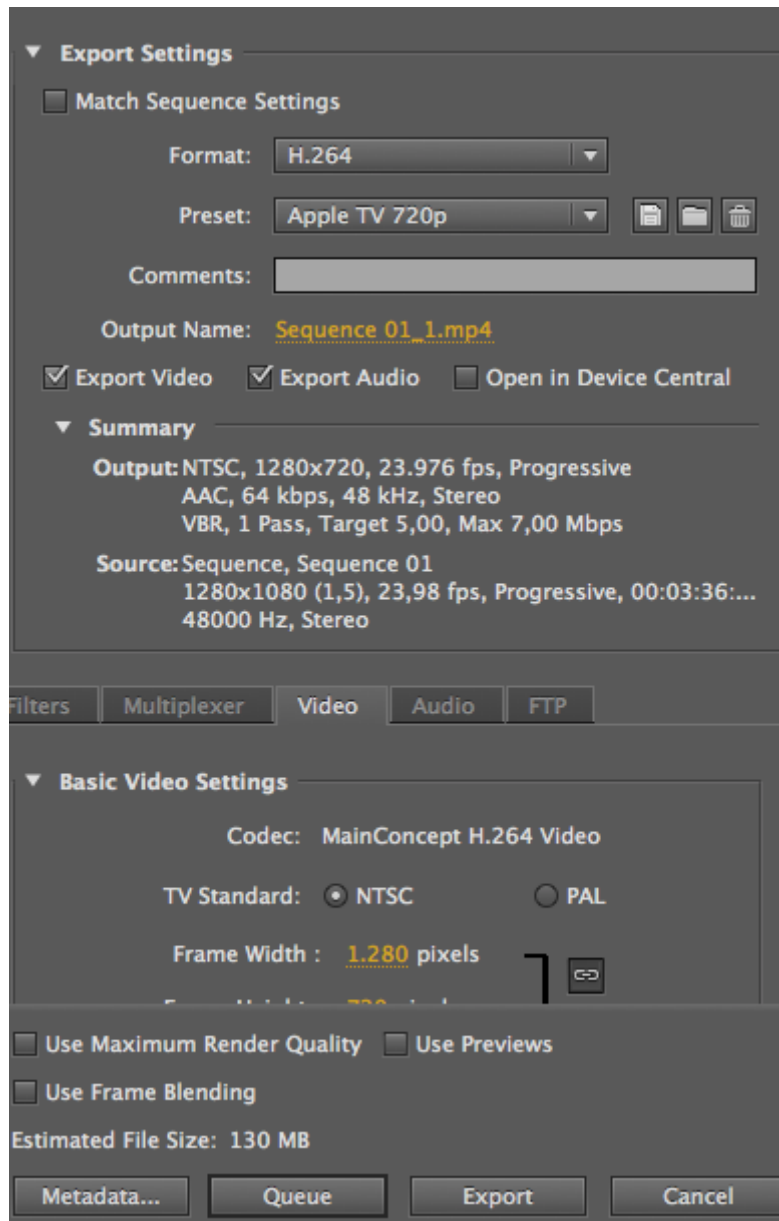 Export Settings
Match Sequence Settings
Format: H.264
Preset: Apple TV 720p
Comments:
Output Name: Sequence 01_1.mp4
Export Video Export Audio Open in Device Central
Summary
Output: NTSC, 1280x720, 23.976 fps, Progressive
AAC, 64 kbps, 48 kHz, Stereo
VBR, 1 Pass, Target 5,00, Max 7,00 Mbps
Source: Sequence, Sequence 01
1280x1080 (1,5), 23,98 fps, Progressive, 00:03:36:...
48000 Hz, Stereo
Filters Multiplexer Video Audio FTP
Basic Video Settings
Codec: MainConcept H.264 Video
TV Standard: NTSC PAL
Frame Width : 1.280 pixels
Use Maximum Render Quality Use Previews
Use Frame Blending
Estimated File Size: 130 MB
Metadata... Queue Export Cancel